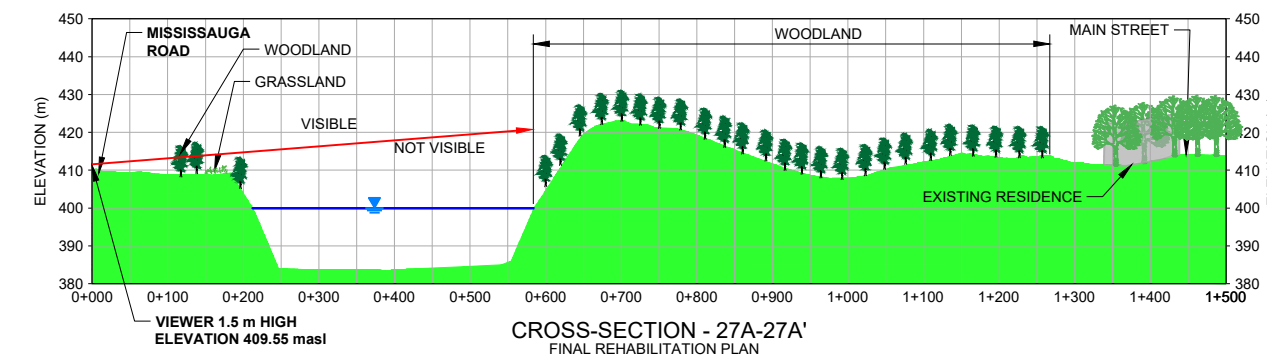 450 450
MISSISSAUGA
ROAD
WOODLAND
WOODLAND
MAIN STREET
440 440
GRASSLAND
430 430
VISIBLE
420 420
NOT VISIBLE
ELEVATION (m)
410 410
EXISTING RESIDENCE
400 400
390 390
380 380
0+000 0+100 0+200 0+300 0+400 0+500 0+600 0+700 0+800 0+900 1+000 1+100 1+200 1+300 1+400 1+500
VIEWER 1.5 m HIGH
ELEVATION 409.55 masl
CROSS-SECTION - 27A-27A'
FINAL REHABILITATION PLAN